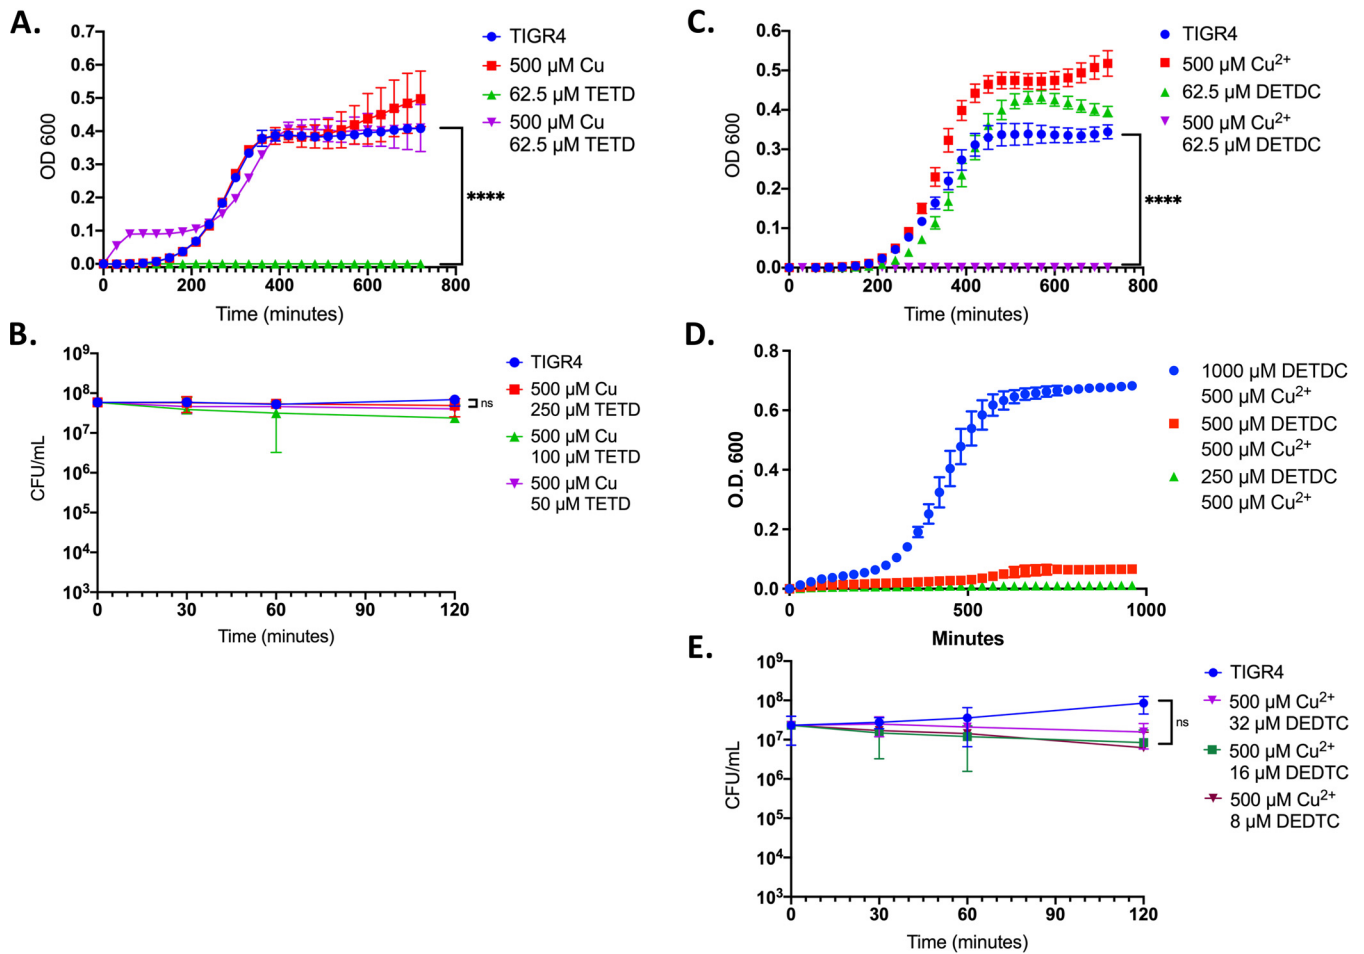 A.
0.7
0.6
0.5
0.4
0.3
0.2
0.1
0.0
OD 600
0
200
400
600
800
Time (minutes)
TIGR4
500 µM Cu
62.5 µM TETD
500 µM Cu
62.5 µM TETD
****
B.
10⁹
10⁸
10⁷
10⁶
10⁵
10⁴
10³
CFU/mL
0
30
60
90
120
Time (minutes)
TIGR4
500 µM Cu
250 µM TETD
500 µM Cu
100 µM TETD
500 µM Cu
50 µM TETD
ns
C.
0.6
0.5
0.4
0.3
0.2
0.1
0.0
OD 600
0
200
400
600
800
Time (minutes)
TIGR4
500 µM Cu²⁺
62.5 µM DETDC
500 µM Cu²⁺
62.5 µM DETDC
****
D.
0.8
0.6
0.4
0.2
0.0
O.D. 600
0
500
1000
Minutes
1000 µM DETDC
500 µM Cu²⁺
500 µM DETDC
500 µM Cu²⁺
250 µM DETDC
500 µM Cu²⁺
E.
10⁹
10⁸
10⁷
10⁶
10⁵
10⁴
10³
CFU/mL
0
30
60
90
120
Time (minutes)
TIGR4
500 µM Cu²⁺
32 µM DEDTC
500 µM Cu²⁺
16 µM DEDTC
500 µM Cu²⁺
8 µM DEDTC
ns